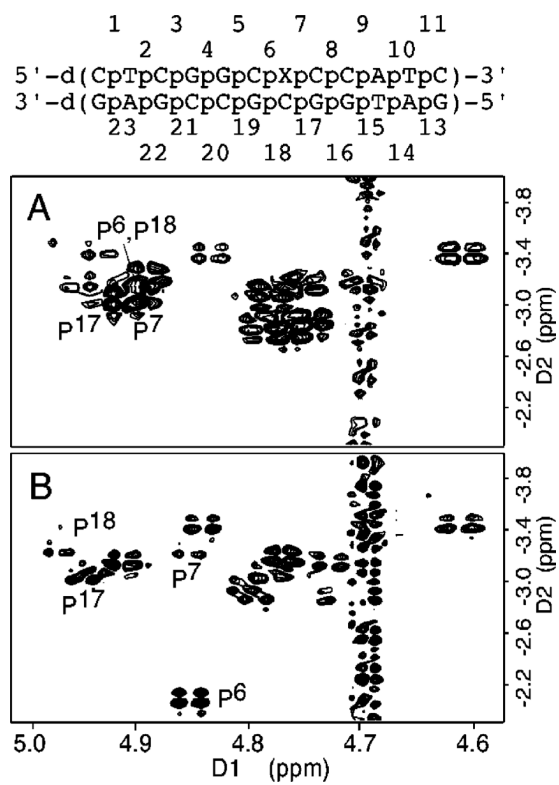 1 3 5 7 9 11
2 4 6 8 10
5'-d(CpTpCpGpGpCpXpCpCpApTpC)-3'
3'-d(GpApGpCpCpGpCpGpGpTpApG)-5'
23 21 19 17 15 13
22 20 18 16 14
A
P6,P18
P17 P7
-3.8
-3.4
-3.0
-2.6
-2.2
D2 (ppm)
B
P18
P7
P17
P6
-3.8
-3.4
-3.0
-2.6
-2.2
D2 (ppm)
5.0 4.9 4.8 4.7 4.6
D1 (ppm)